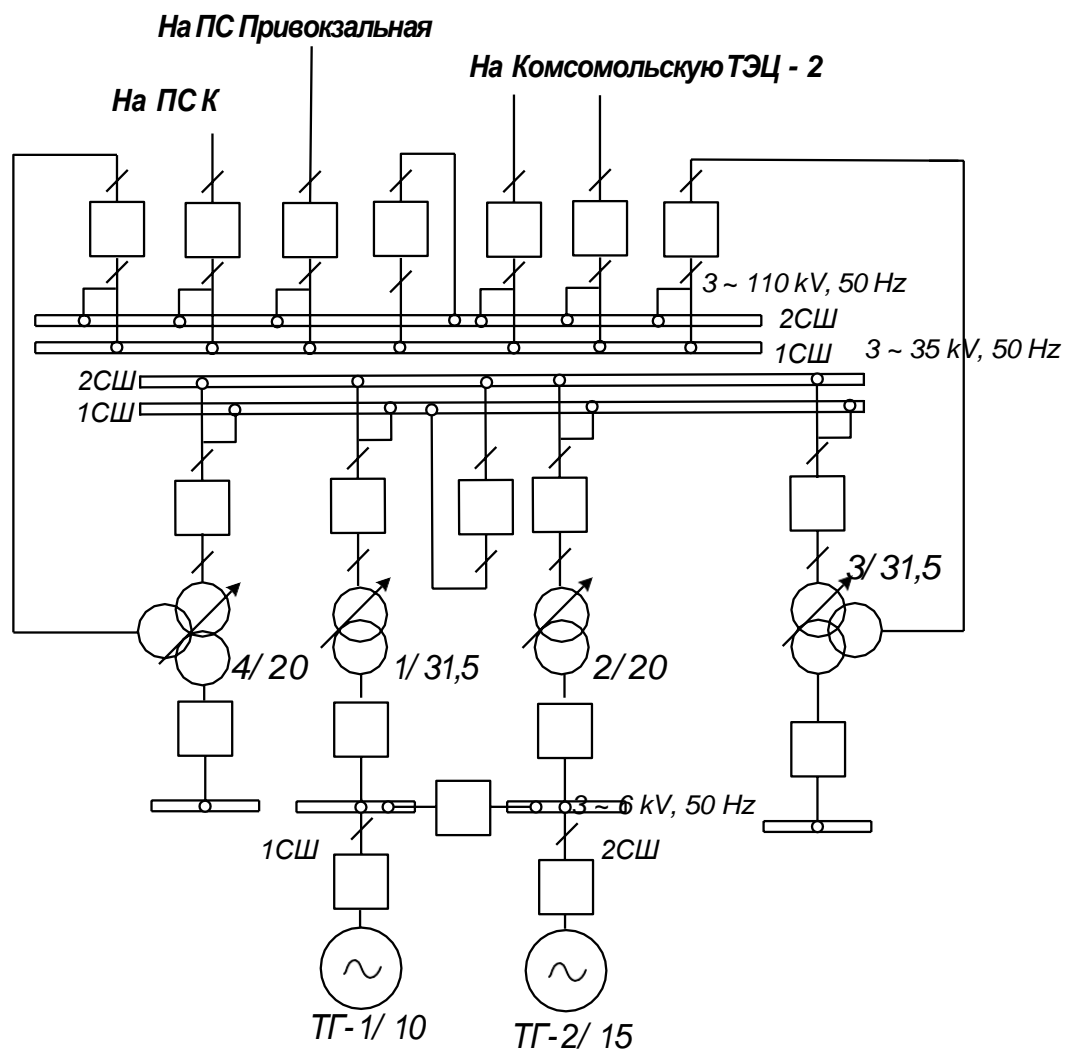 На ПС Привокзальная
На Комсомольскую ТЭЦ - 2
На ПС К
3 ~ 110 kV, 50 Hz
2СШ
1СШ
3 ~ 35 kV, 50 Hz
2СШ
1СШ
3/ 31,5
4/ 20
1/ 31,5
2/ 20
3 ~ 6 kV, 50 Hz
1СШ
2СШ
ТГ-1/ 10
ТГ-2/ 15